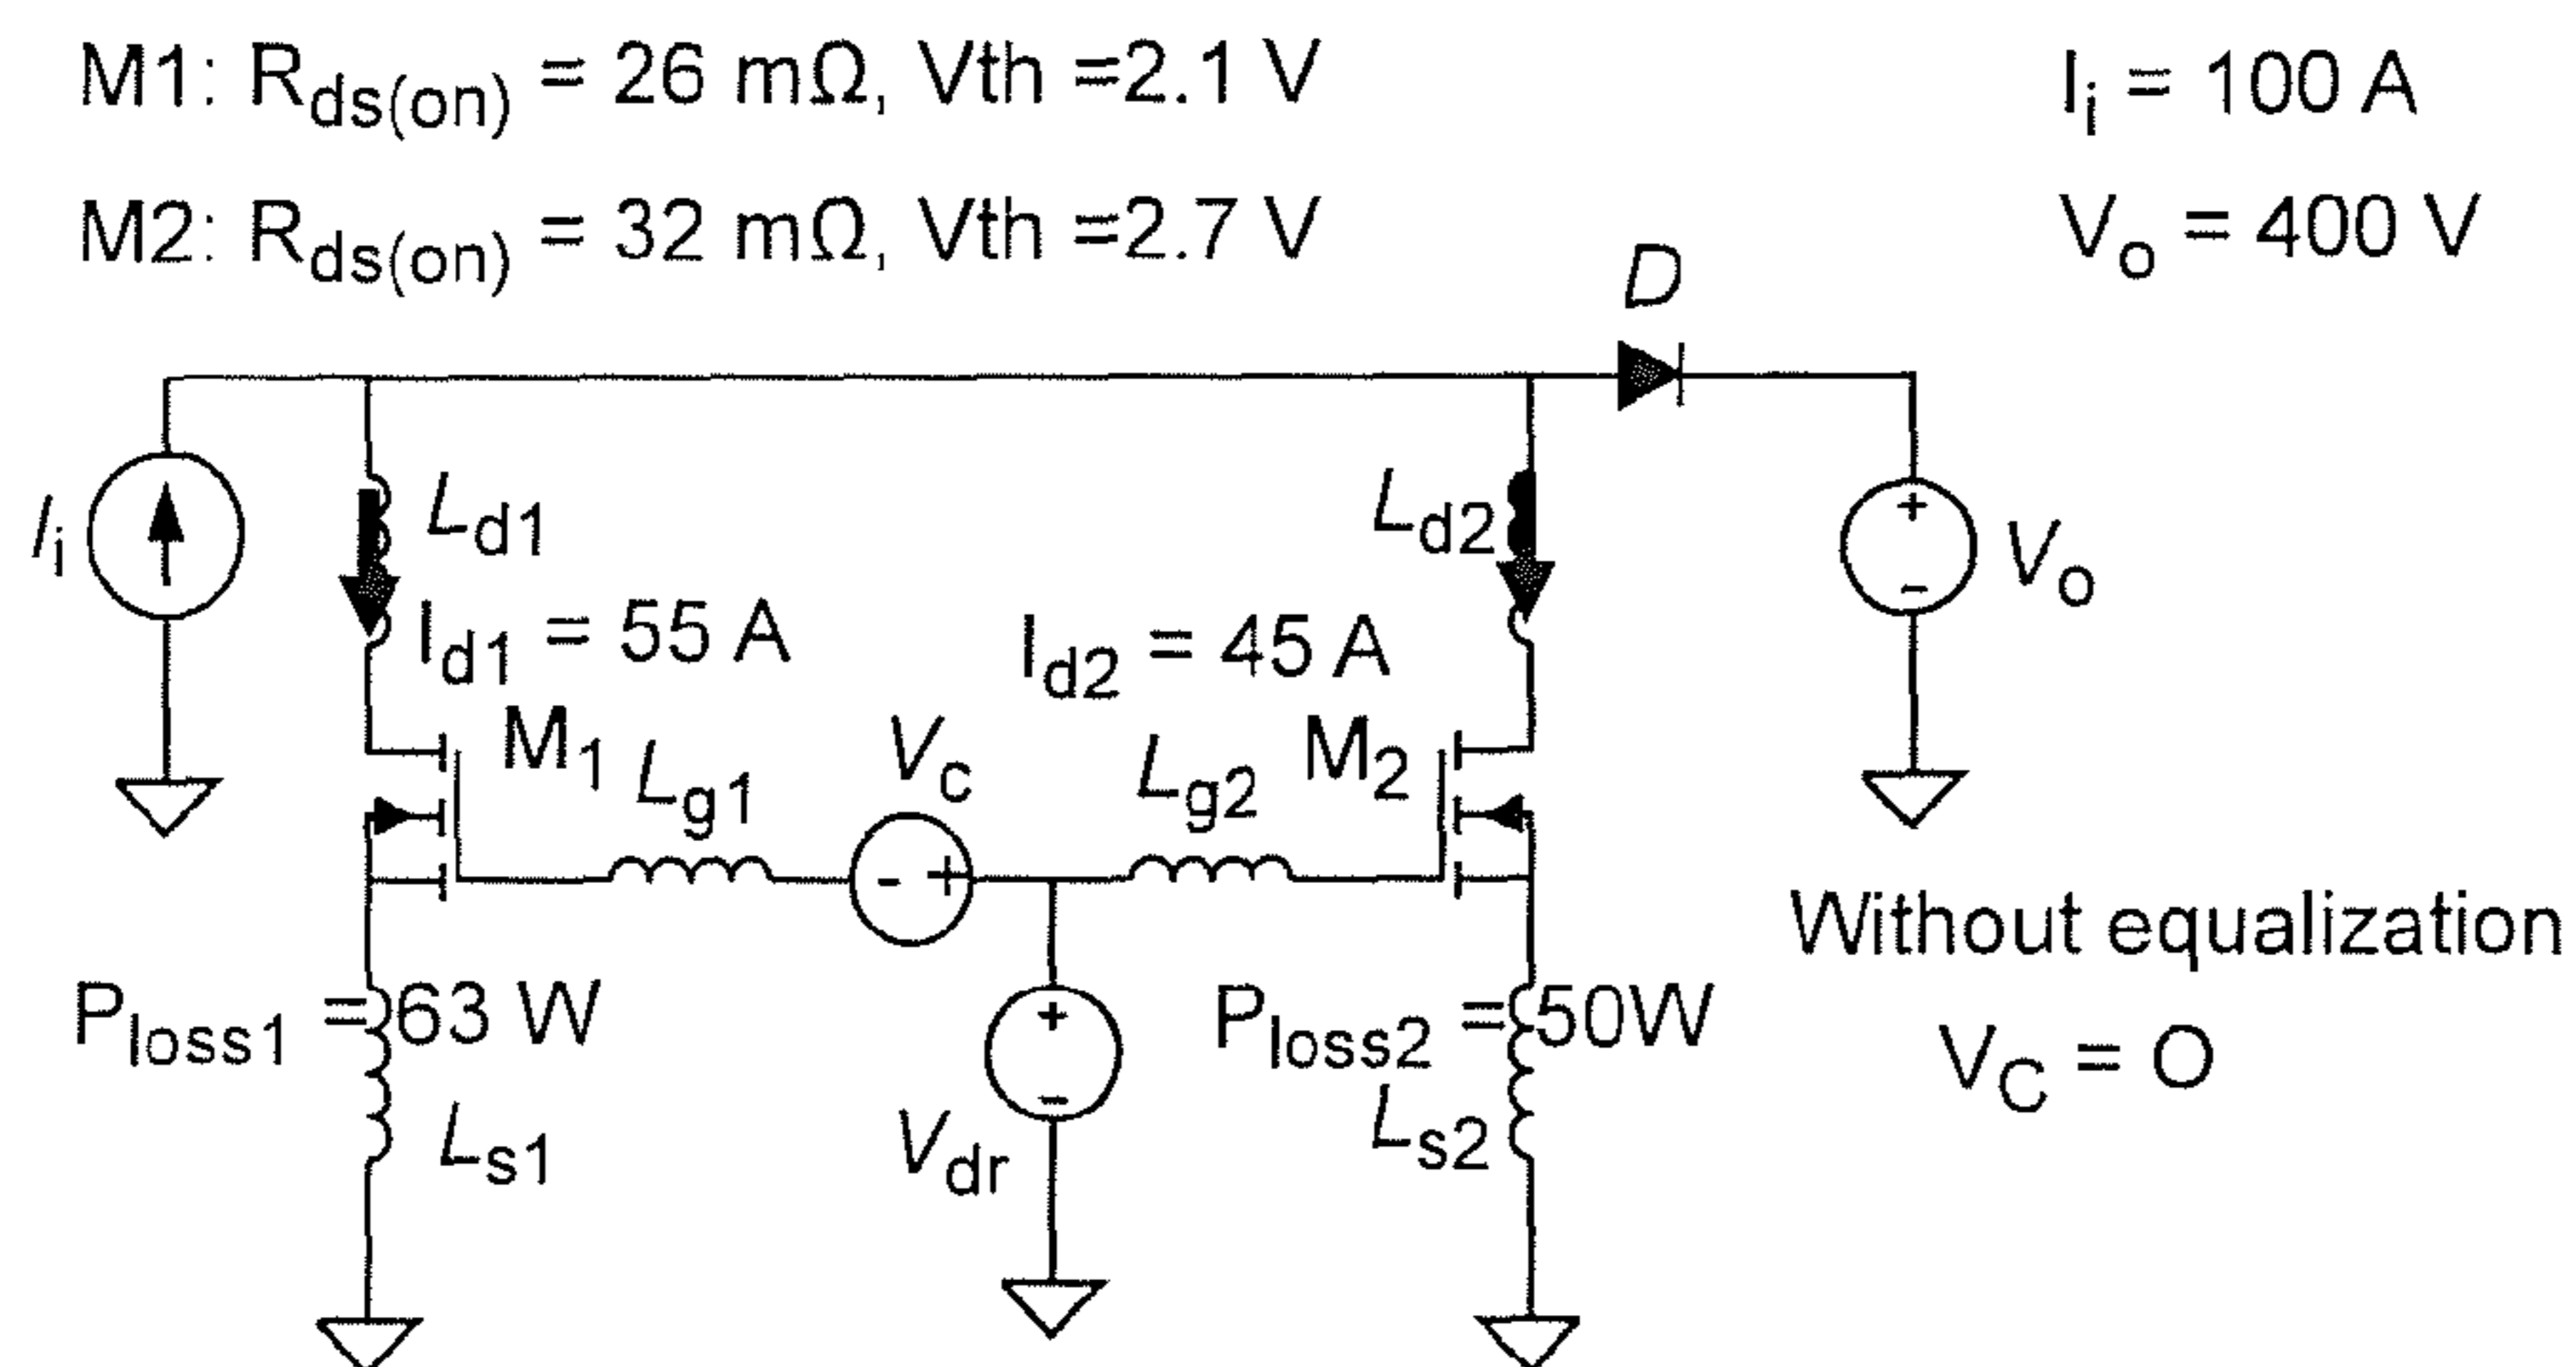 M1: Rds(on) = 26 mΩ, Vth =2.1 V
Ii = 100 A
M2: Rds(on) = 32 mΩ, Vth =2.7 V
Vo = 400 V
D
Ii
Ld1
Ld2
Vo
Id1 = 55 A
Id2 = 45 A
M1
Lg1
Vc
Lg2
M2
Without equalization
Ploss1 = 63 W
Ploss2 = 50W
VC = O
Vdr
Ls1
Ls2